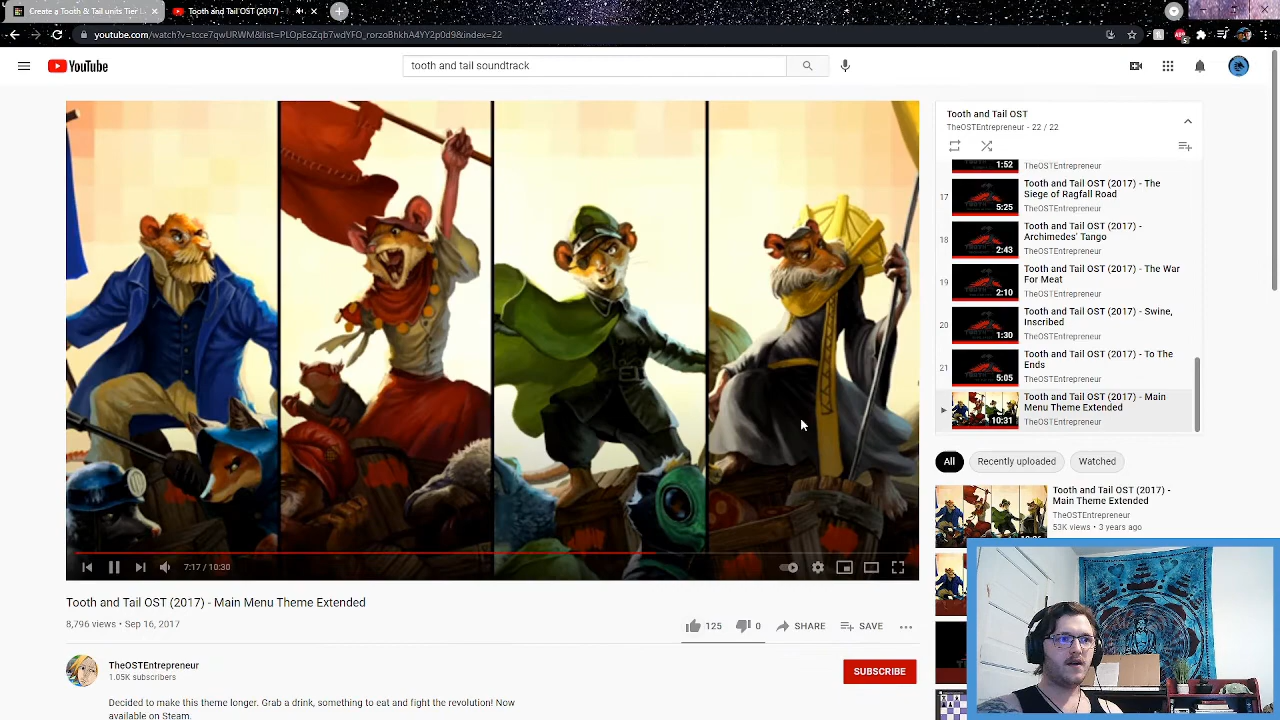 Create a Tooth & Tail units Tier L
Tooth and Tail OST (2017) - L
youtube.com/watch?v=tcce7qwURWM&list=PLOpEoZqb7wdYFO_rorzoBhkhA4YY2p0d9&index=22
YouTube
tooth and tail soundtrack
Tooth and Tail OST
TheOSTEntrepreneur - 22 / 22
1:52
TheOSTEntrepreneur
17
5:25
Tooth and Tail OST (2017) - The
Siege of Ragfall Road
TheOSTEntrepreneur
18
2:43
Tooth and Tail OST (2017) -
Archimedes' Tango
TheOSTEntrepreneur
19
2:10
Tooth and Tail OST (2017) - The War
For Meat
TheOSTEntrepreneur
20
1:30
Tooth and Tail OST (2017) - Swine,
Inscribed
TheOSTEntrepreneur
21
5:05
Tooth and Tail OST (2017) - To The
Ends
TheOSTEntrepreneur
10:31
Tooth and Tail OST (2017) - Main
Menu Theme Extended
TheOSTEntrepreneur
All
Recently uploaded
Watched
Tooth and Tail OST (2017) -
Main Theme Extended
TheOSTEntrepreneur
53K views • 3 years ago
7:17 / 10:30
Tooth and Tail OST (2017) - Main Menu Theme Extended
8,796 views • Sep 16, 2017
125
0
SHARE
SAVE
TheOSTEntrepreneur
1.05K subscribers
SUBSCRIBE
Decided to make this theme longer, grab a drink, something to eat and fight for the meat! Now
available on Steam.